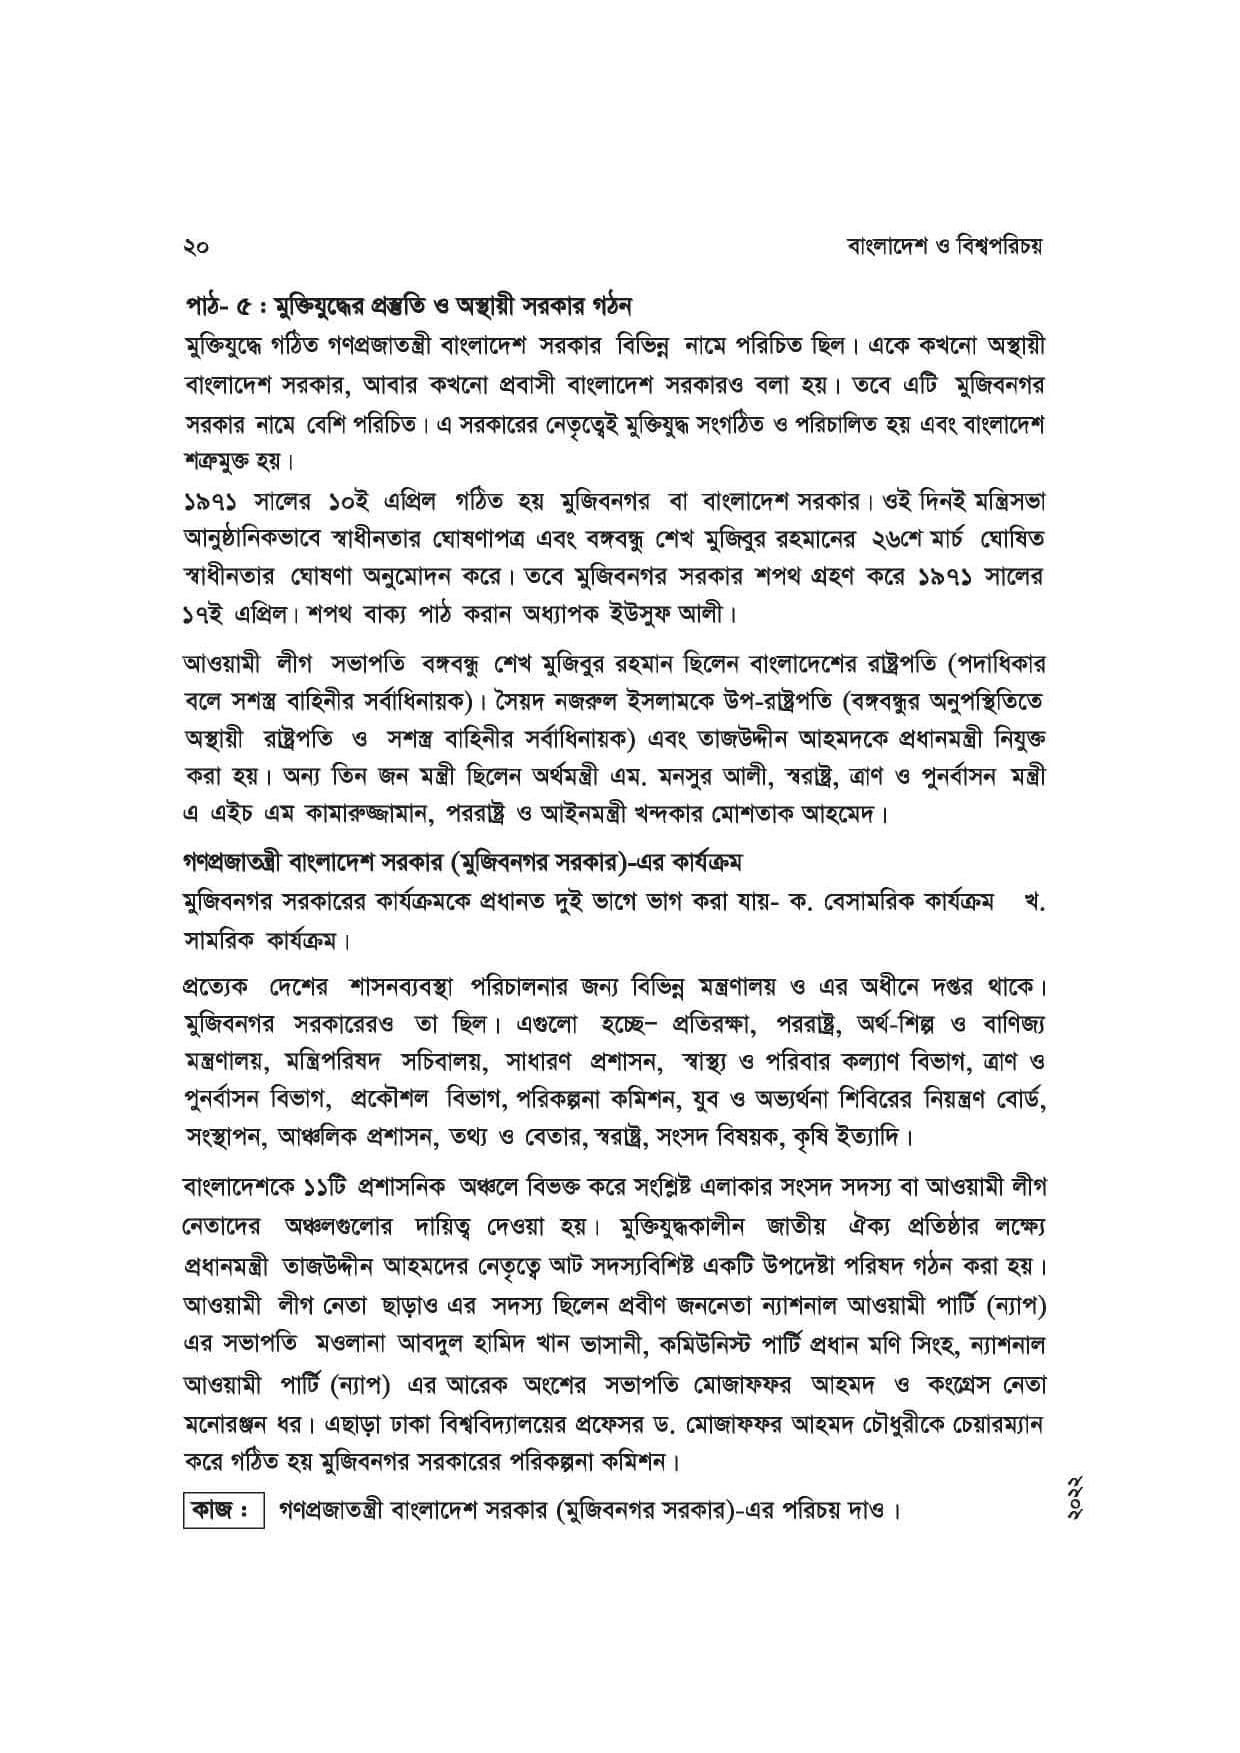 ২০ বাংলাদেশ ও বিশ্বপরিচয়
পাঠ- ৫ : মুক্তিযুদ্ধের প্রস্তুতি ও অস্থায়ী সরকার গঠন
মুক্তিযুদ্ধে গঠিত গণপ্রজাতন্ত্রী বাংলাদেশ সরকার বিভিন্ন নামে পরিচিত ছিল। একে কখনো অস্থায়ী
বাংলাদেশ সরকার, আবার কখনো প্রবাসী বাংলাদেশ সরকারও বলা হয়। তবে এটি মুজিবনগর
সরকার নামে বেশি পরিচিত। এ সরকারের নেতৃত্বেই মুক্তিযুদ্ধ সংগঠিত ও পরিচালিত হয় এবং বাংলাদেশ
শত্রুমুক্ত হয়।
১৯৭১ সালের ১০ই এপ্রিল গঠিত হয় মুজিবনগর বা বাংলাদেশ সরকার। ওই দিনই মন্ত্রিসভা
আনুষ্ঠানিকভাবে স্বাধীনতার ঘোষণাপত্র এবং বঙ্গবন্ধু শেখ মুজিবুর রহমানের ২৬শে মার্চ ঘোষিত
স্বাধীনতার ঘোষণা অনুমোদন করে। তবে মুজিবনগর সরকার শপথ গ্রহণ করে ১৯৭১ সালের
১৭ই এপ্রিল। শপথ বাক্য পাঠ করান অধ্যাপক ইউসুফ আলী।
আওয়ামী লীগ সভাপতি বঙ্গবন্ধু শেখ মুজিবুর রহমান ছিলেন বাংলাদেশের রাষ্ট্রপতি (পদাধিকার
বলে সশস্ত্র বাহিনীর সর্বাধিনায়ক)। সৈয়দ নজরুল ইসলামকে উপ-রাষ্ট্রপতি (বঙ্গবন্ধুর অনুপস্থিতিতে
অস্থায়ী রাষ্ট্রপতি ও সশস্ত্র বাহিনীর সর্বাধিনায়ক) এবং তাজউদ্দীন আহমদকে প্রধানমন্ত্রী নিযুক্ত
করা হয়। অন্য তিন জন মন্ত্রী ছিলেন অর্থমন্ত্রী এম. মনসুর আলী, স্বরাষ্ট্র, ত্রাণ ও পুনর্বাসন মন্ত্রী
এ এইচ এম কামারুজ্জামান, পররাষ্ট্র ও আইনমন্ত্রী খন্দকার মোশতাক আহমেদ।
গণপ্রজাতন্ত্রী বাংলাদেশ সরকার (মুজিবনগর সরকার)-এর কার্যক্রম
মুজিবনগর সরকারের কার্যক্রমকে প্রধানত দুই ভাগে ভাগ করা যায়- ক. বেসামরিক কার্যক্রম খ.
সামরিক কার্যক্রম।
প্রত্যেক দেশের শাসনব্যবস্থা পরিচালনার জন্য বিভিন্ন মন্ত্রণালয় ও এর অধীনে দপ্তর থাকে।
মুজিবনগর সরকারেরও তা ছিল। এগুলো হচ্ছে– প্রতিরক্ষা, পররাষ্ট্র, অর্থ-শিল্প ও বাণিজ্য
মন্ত্রণালয়, মন্ত্রিপরিষদ সচিবালয়, সাধারণ প্রশাসন, স্বাস্থ্য ও পরিবার কল্যাণ বিভাগ, ত্রাণ ও
পুনর্বাসন বিভাগ, প্রকৌশল বিভাগ, পরিকল্পনা কমিশন, যুব ও অভ্যর্থনা শিবিরের নিয়ন্ত্রণ বোর্ড,
সংস্থাপন, আঞ্চলিক প্রশাসন, তথ্য ও বেতার, স্বরাষ্ট্র, সংসদ বিষয়ক, কৃষি ইত্যাদি।
বাংলাদেশকে ১১টি প্রশাসনিক অঞ্চলে বিভক্ত করে সংশ্লিষ্ট এলাকার সংসদ সদস্য বা আওয়ামী লীগ
নেতাদের অঞ্চলগুলোর দায়িত্ব দেওয়া হয়। মুক্তিযুদ্ধকালীন জাতীয় ঐক্য প্রতিষ্ঠার লক্ষ্যে
প্রধানমন্ত্রী তাজউদ্দীন আহমদের নেতৃত্বে আট সদস্যবিশিষ্ট একটি উপদেষ্টা পরিষদ গঠন করা হয়।
আওয়ামী লীগ নেতা ছাড়াও এর সদস্য ছিলেন প্রবীণ জননেতা ন্যাশনাল আওয়ামী পার্টি (ন্যাপ)
এর সভাপতি মওলানা আবদুল হামিদ খান ভাসানী, কমিউনিস্ট পার্টি প্রধান মণি সিংহ, ন্যাশনাল
আওয়ামী পার্টি (ন্যাপ) এর আরেক অংশের সভাপতি মোজাফফর আহমদ ও কংগ্রেস নেতা
মনোরঞ্জন ধর। এছাড়া ঢাকা বিশ্ববিদ্যালয়ের প্রফেসর ড. মোজাফফর আহমদ চৌধুরীকে চেয়ারম্যান
করে গঠিত হয় মুজিবনগর সরকারের পরিকল্পনা কমিশন।
কাজ : গণপ্রজাতন্ত্রী বাংলাদেশ সরকার (মুজিবনগর সরকার)-এর পরিচয় দাও ।
২০২২